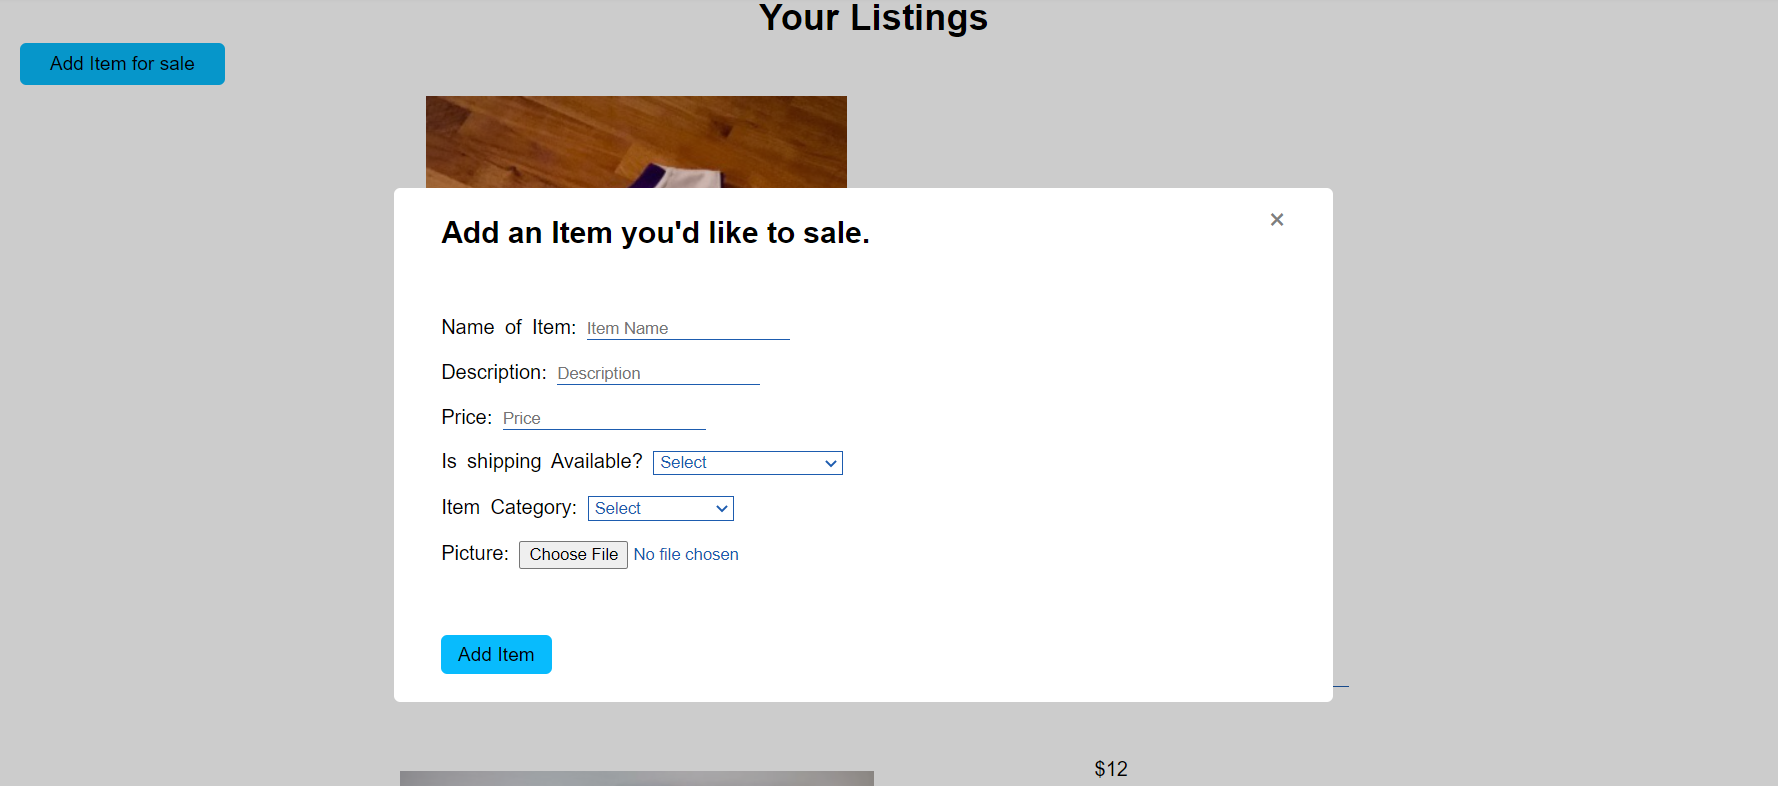 Your Listings
Add Item for sale
Add an Item you'd like to sale.
×
Name of Item: Item Name
Description: Description
Price: Price
Is shipping Available? Select
Item Category: Select
Picture: Choose File No file chosen
Add Item
$12